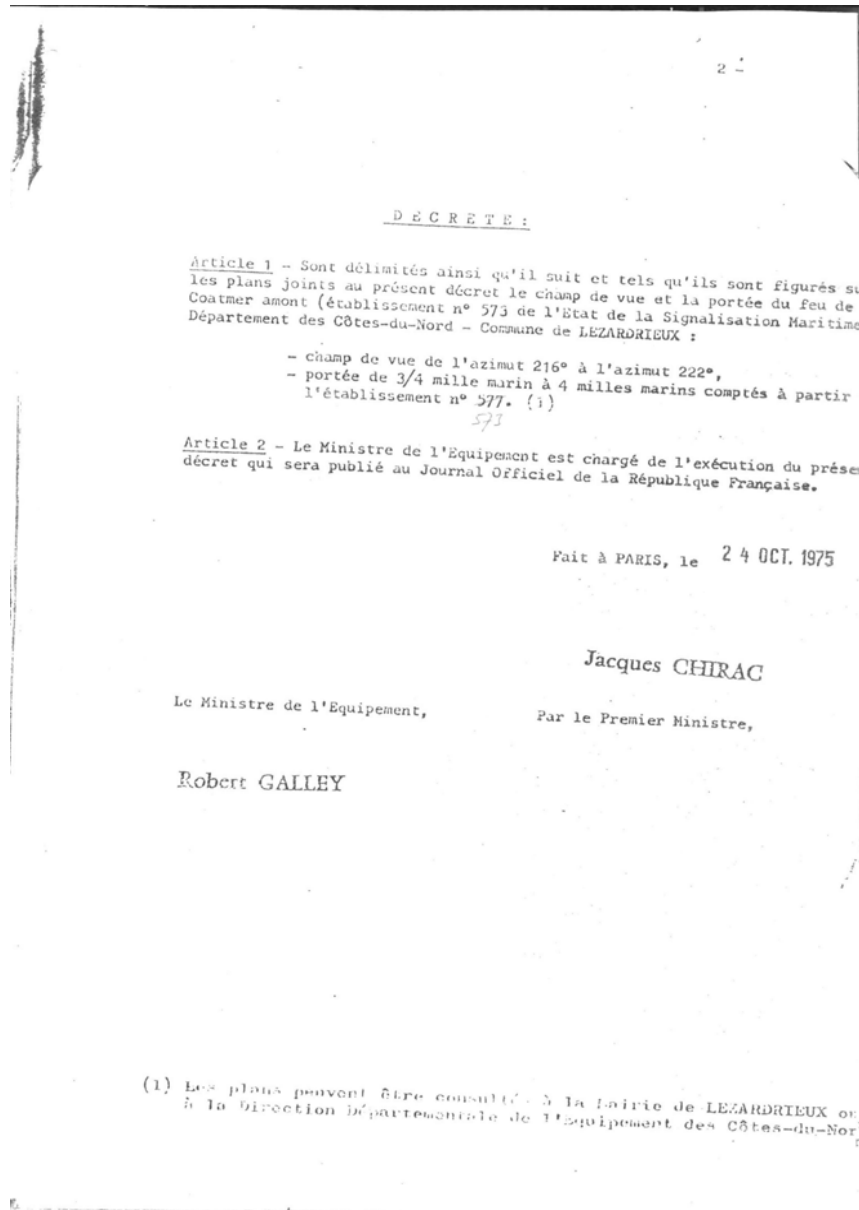 2 -
D E C R E T E :
Article 1 - Sont délimités ainsi qu'il suit et tels qu'ils sont figurés su
les plans joints au présent décret le champ de vue et la portée du feu de
Coatmer amont (établissement n° 573 de l'Etat de la Signalisation Maritime
Département des Côtes-du-Nord - Commune de LEZARDRIEUX :
- champ de vue de l'azimut 216° à l'azimut 222°,
- portée de 3/4 mille marin à 4 milles marins comptés à partir
l'établissement n° 577. (1)
573
Article 2 - Le Ministre de l'Equipement est chargé de l'exécution du prése
décret qui sera publié au Journal Officiel de la République Française.
Fait à PARIS, le 24 OCT. 1975
Jacques CHIRAC
Le Ministre de l'Equipement,
Par le Premier Ministre,
Robert GALLEY
(1) Les plans peuvent être consultés à la Mairie de LEZARDRIEUX ou
à la Direction Départementale de l'Equipement des Côtes-du-Nor